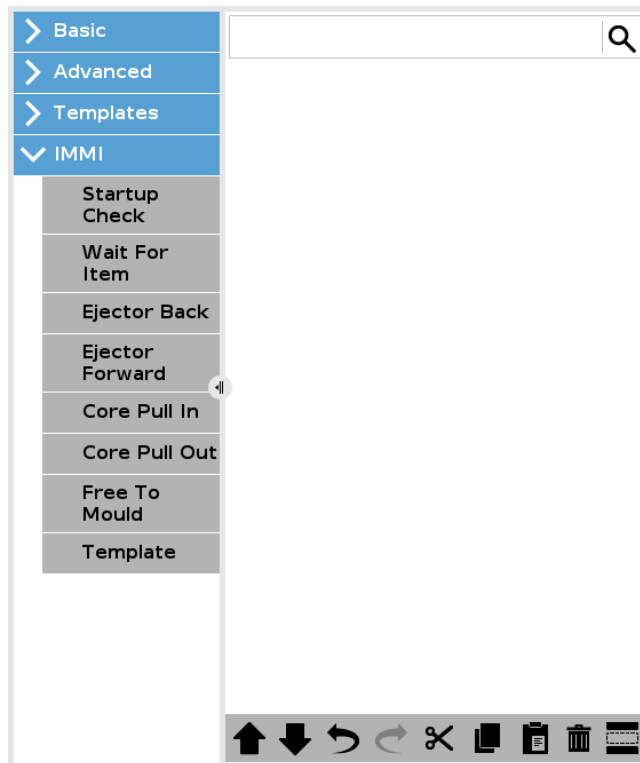 Basic
Advanced
Templates
IMMI
Startup
Check
Wait For
Item
Ejector Back
Ejector
Forward
Core Pull In
Core Pull Out
Free To
Mould
Template